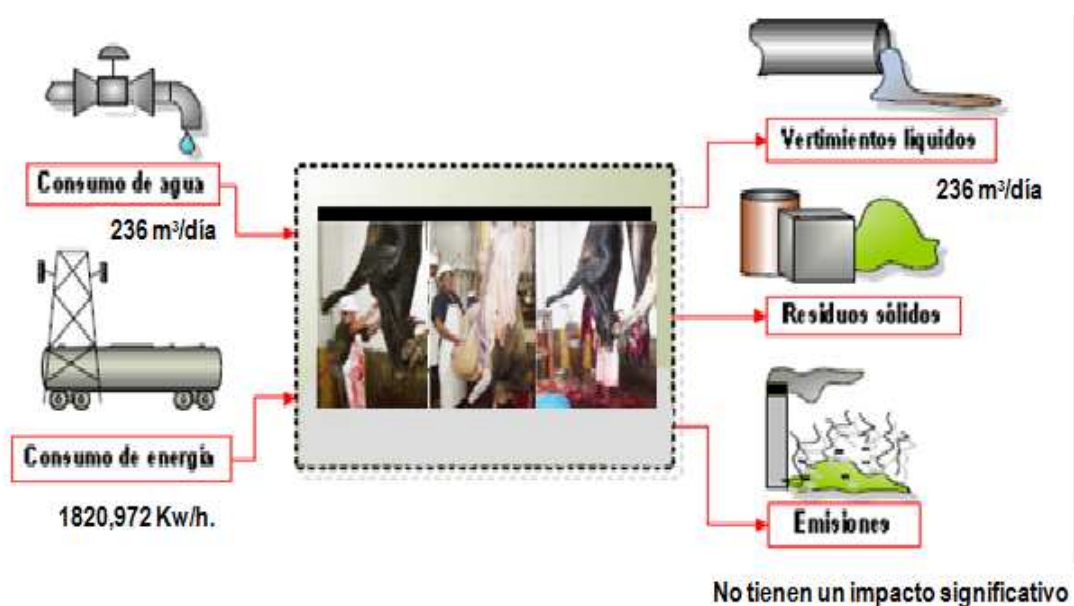 Consumo de agua
236 m³/día
Consumo de energía
1820,972 Kw/h.
Vertimientos liquidos
236 m³/día
Residuos sólidos
Emisiones
No tienen un impacto significativo